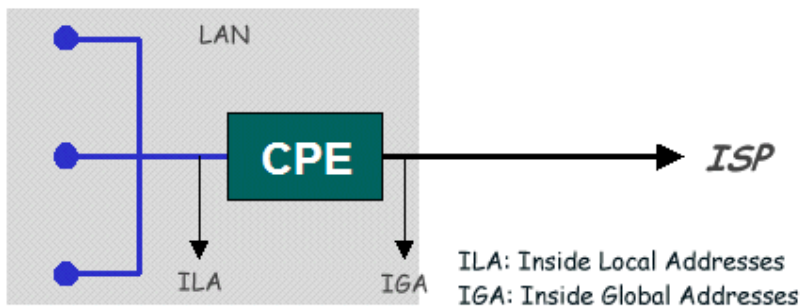 LAN
CPE
ISP
ILA
IGA
ILA: Inside Local Addresses
IGA: Inside Global Addresses